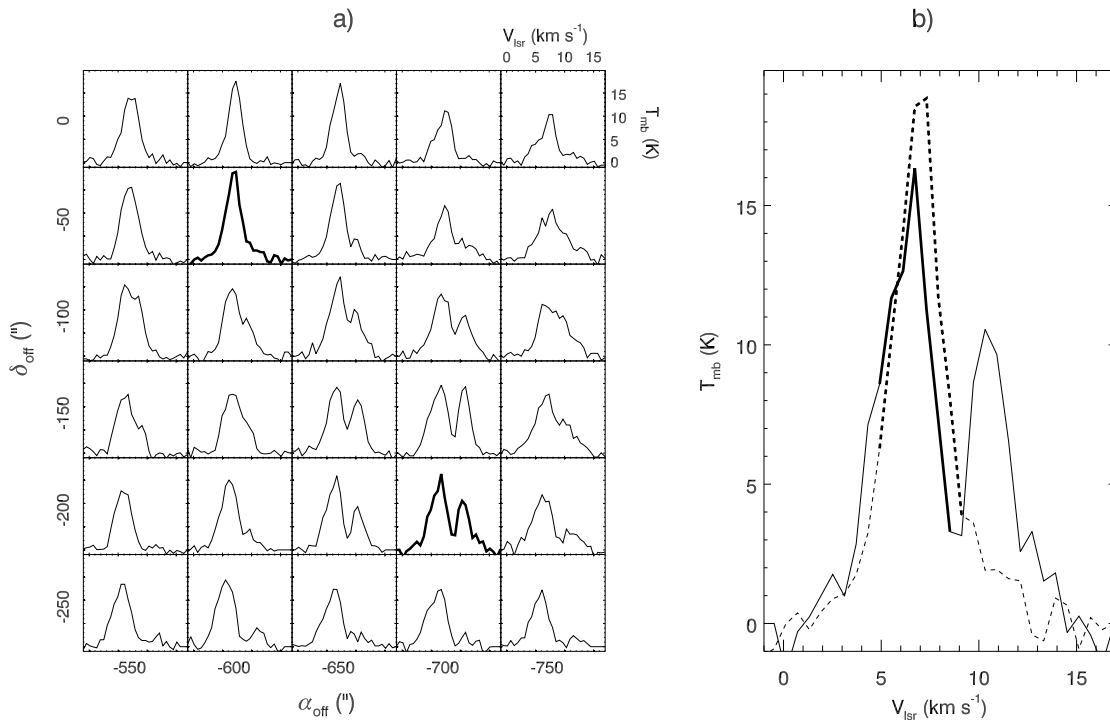 a)
b)
V_lsr (km s^-1)
0 5 10 15
15
10
5
0
T_mb (K)
0
-50
-100
-150
-200
-250
δ_off (")
-550 -600 -650 -700 -750
α_off (")
15
10
5
0
T_mb (K)
0 5 10 15
V_lsr (km s^-1)